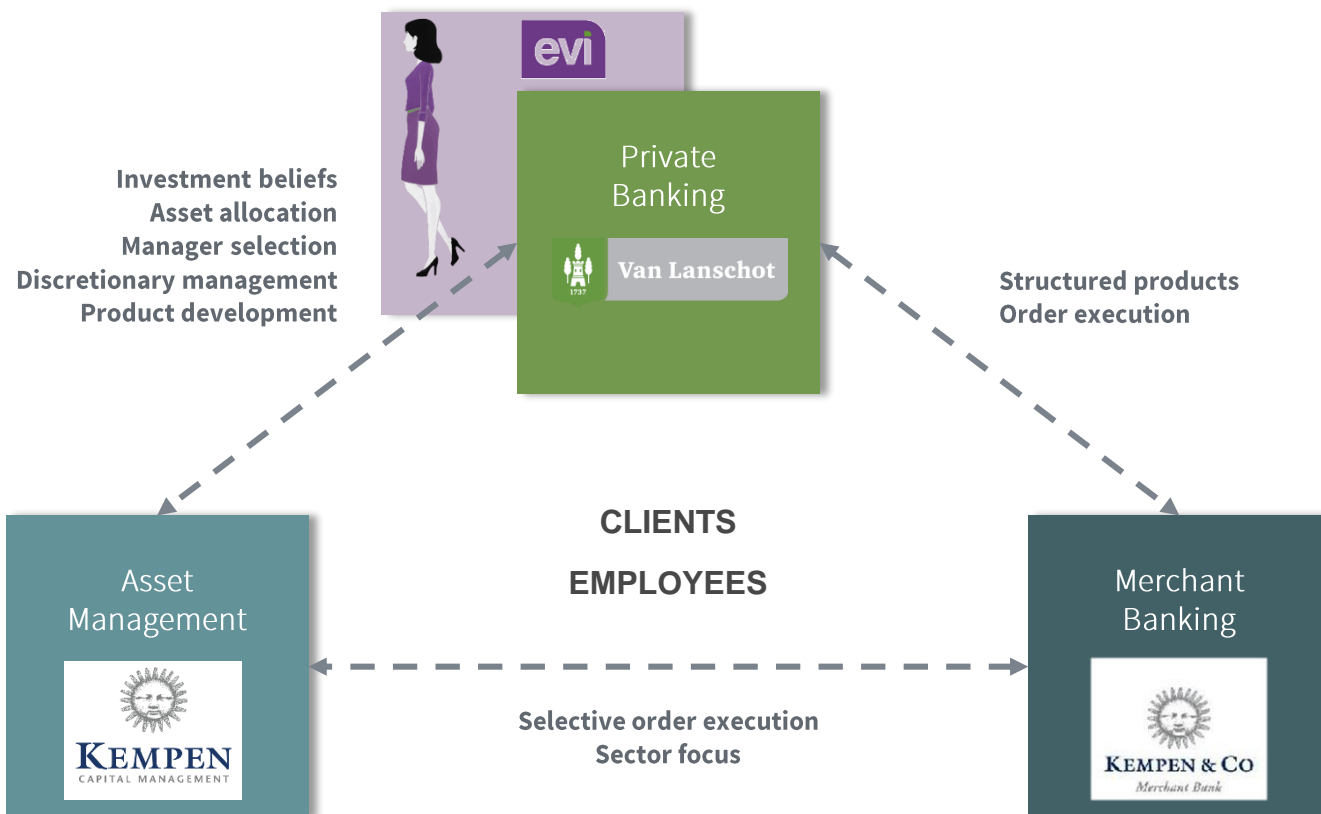 evi
Private
Banking
1737
Van Lanschot
Investment beliefs
Asset allocation
Manager selection
Discretionary management
Product development
Structured products
Order execution
CLIENTS
EMPLOYEES
Asset
Management
KEMPEN
CAPITAL MANAGEMENT
Merchant
Banking
KEMPEN & CO
Merchant Bank
Selective order execution
Sector focus